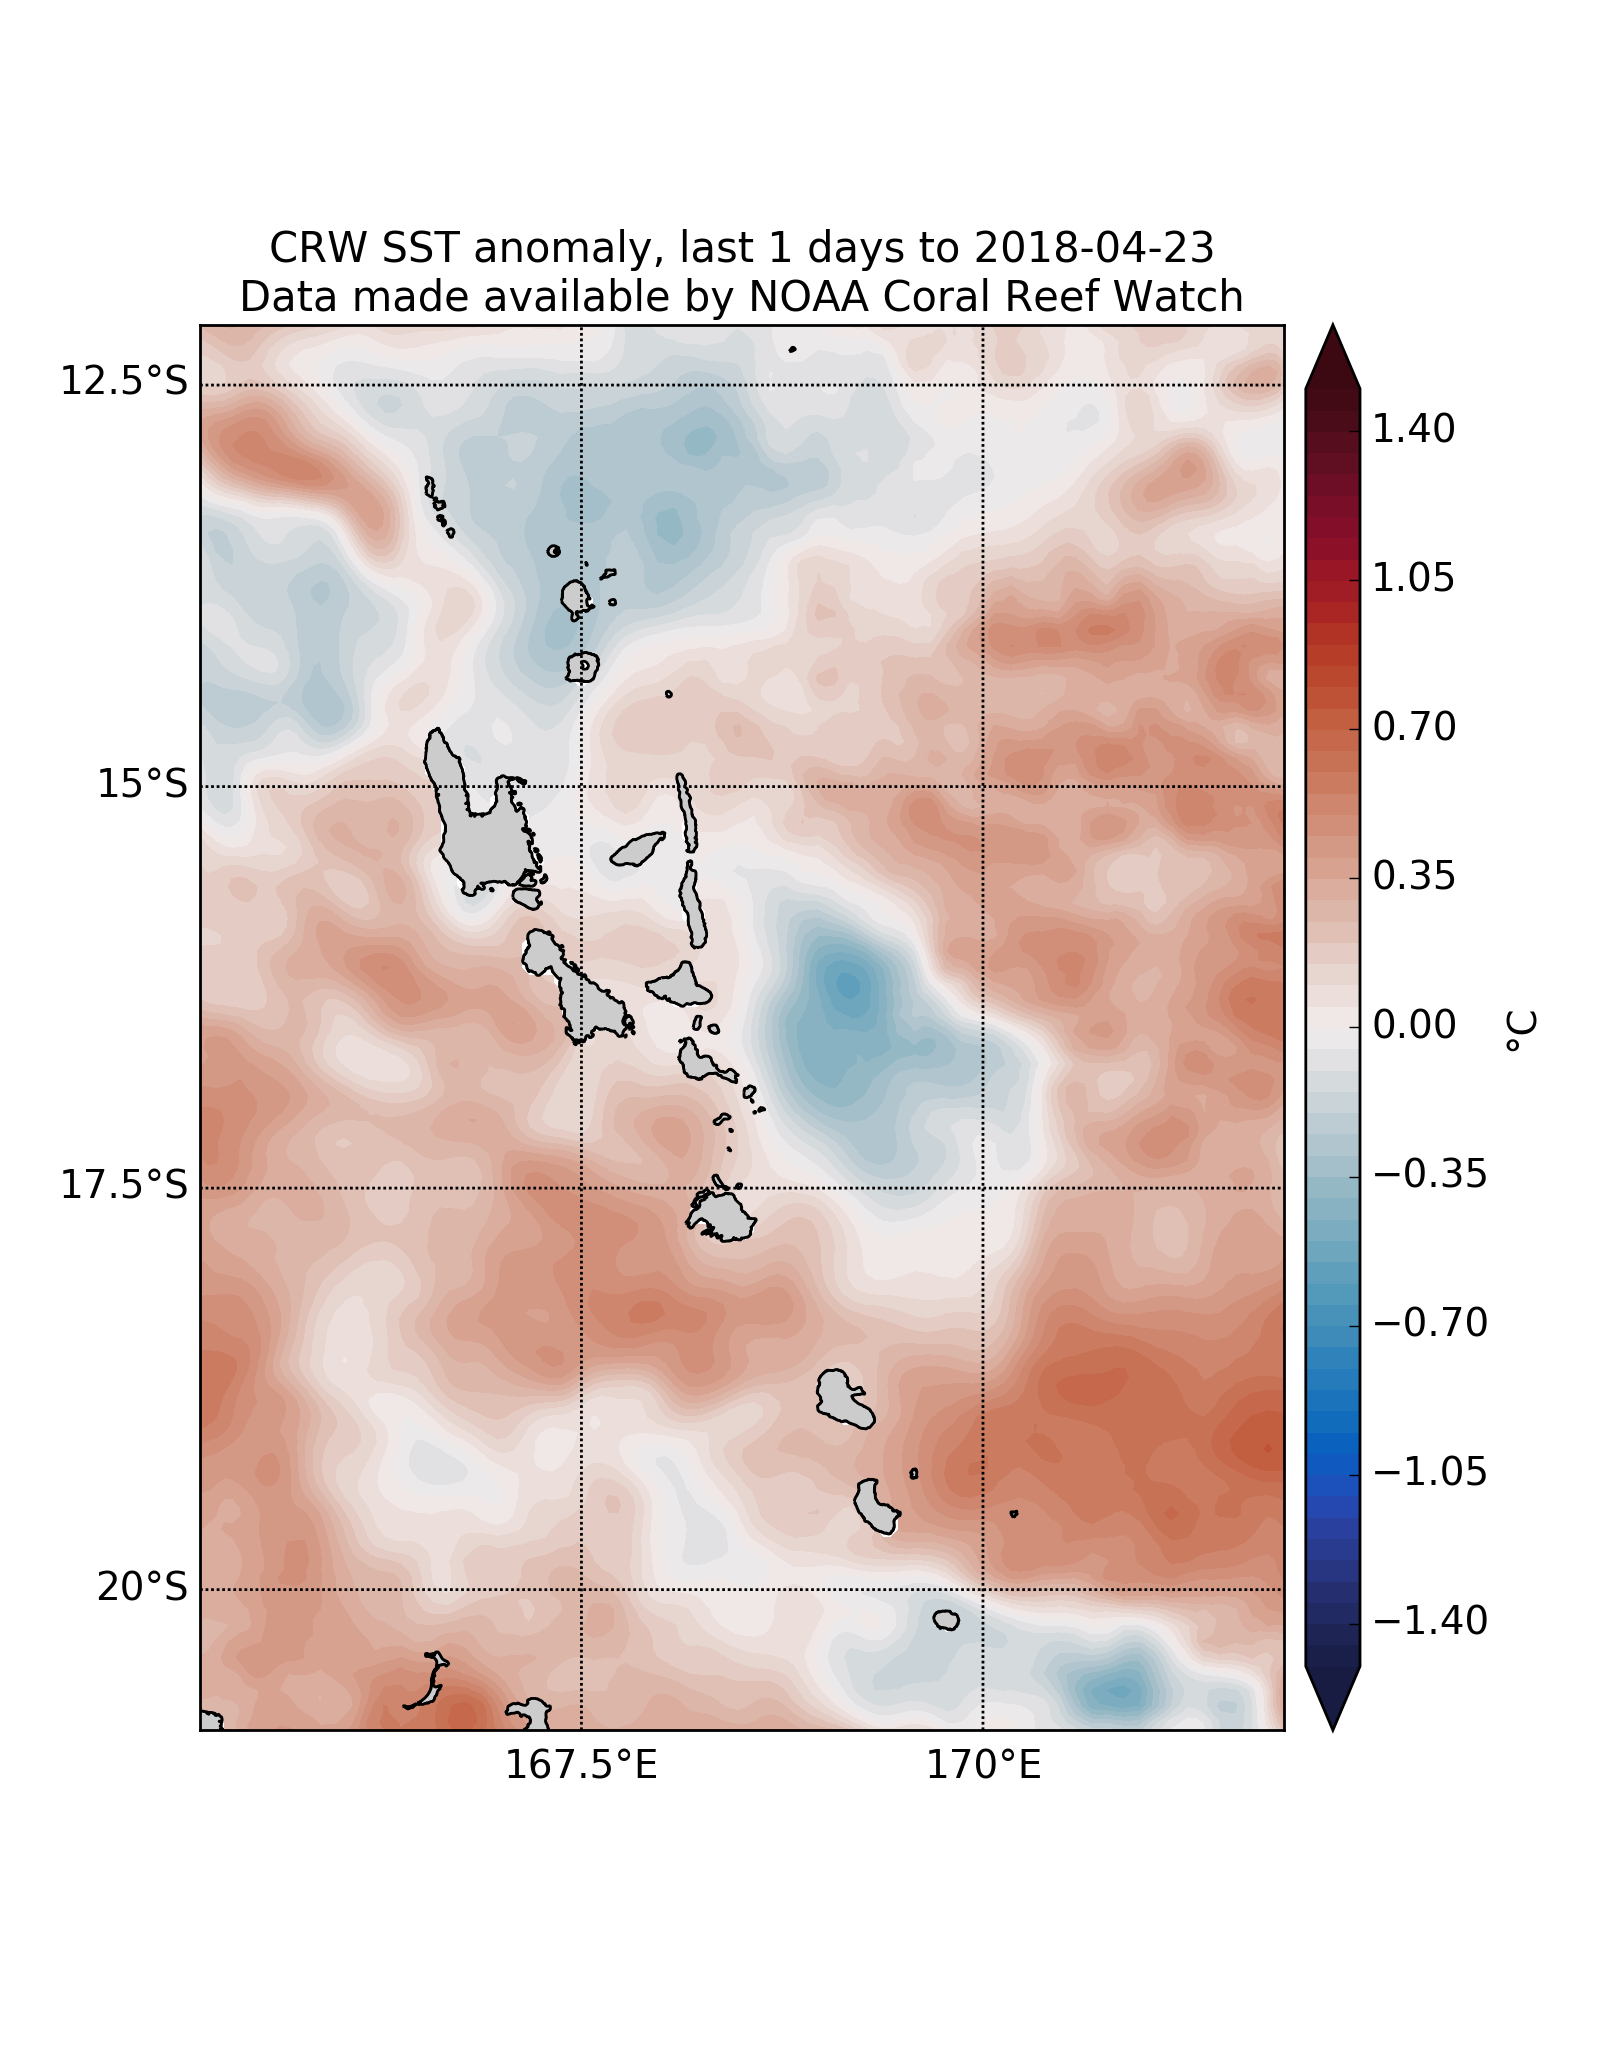 CRW SST anomaly, last 1 days to 2018-04-23
Data made available by NOAA Coral Reef Watch
12.5°S
15°S
17.5°S
20°S
167.5°E
170°E
1.40
1.05
0.70
0.35
0.00
−0.35
−0.70
−1.05
−1.40
°C